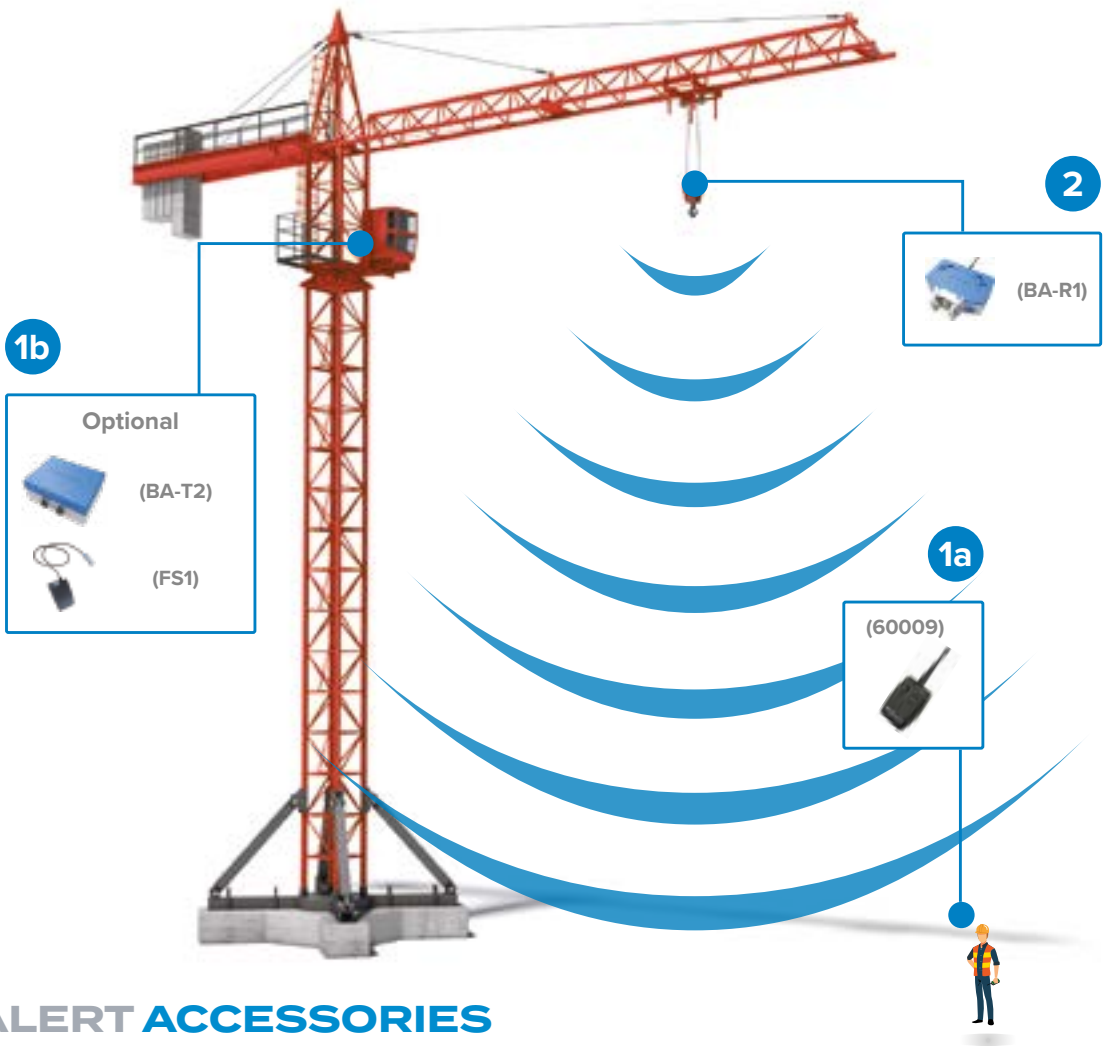 2
(BA-R1)
1b
Optional
(BA-T2)
(FS1)
1a
(60009)
ALERT ACCESSORIES